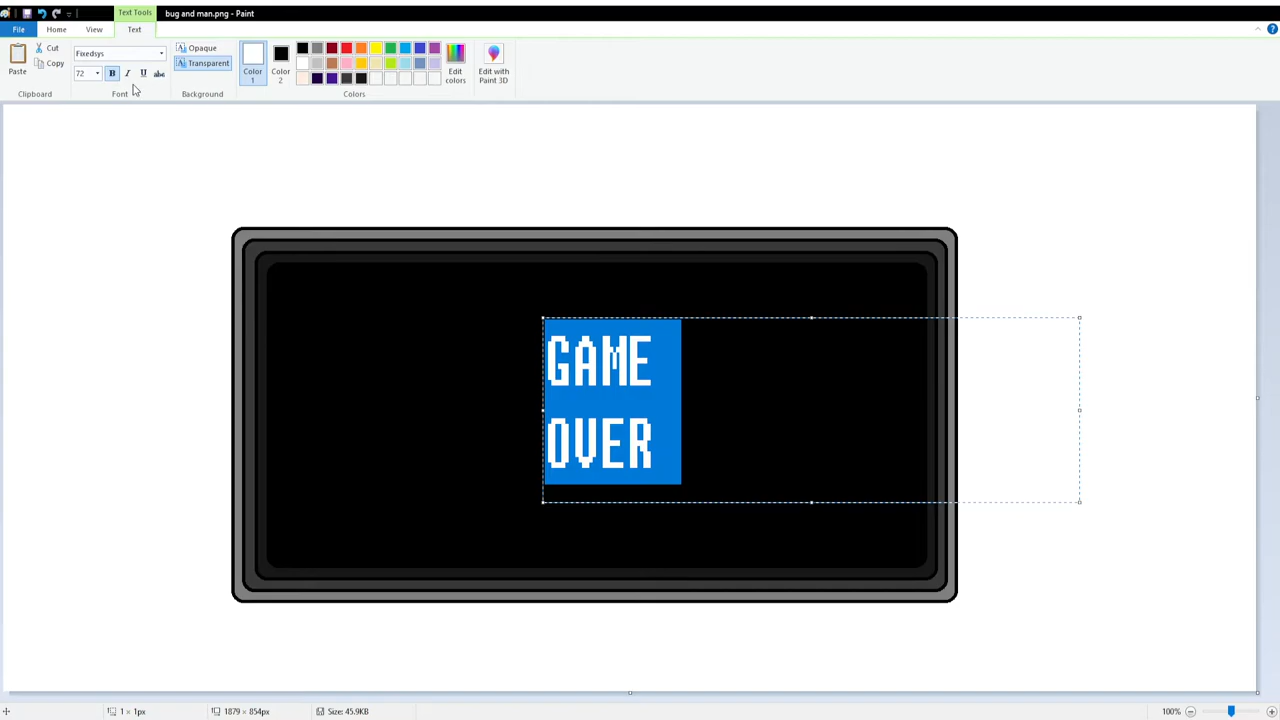 Text Tools
bug and man.png - Paint
File
Home
View
Text
Paste
Cut
Copy
Clipboard
Fixedsys
72
B
I
U
abc
Font
Opaque
Transparent
Background
Color
1
Color
2
Edit
colors
Colors
Edit with
Paint 3D
GAME
OVER
1 × 1px
1879 × 854px
Size: 45.9KB
100%